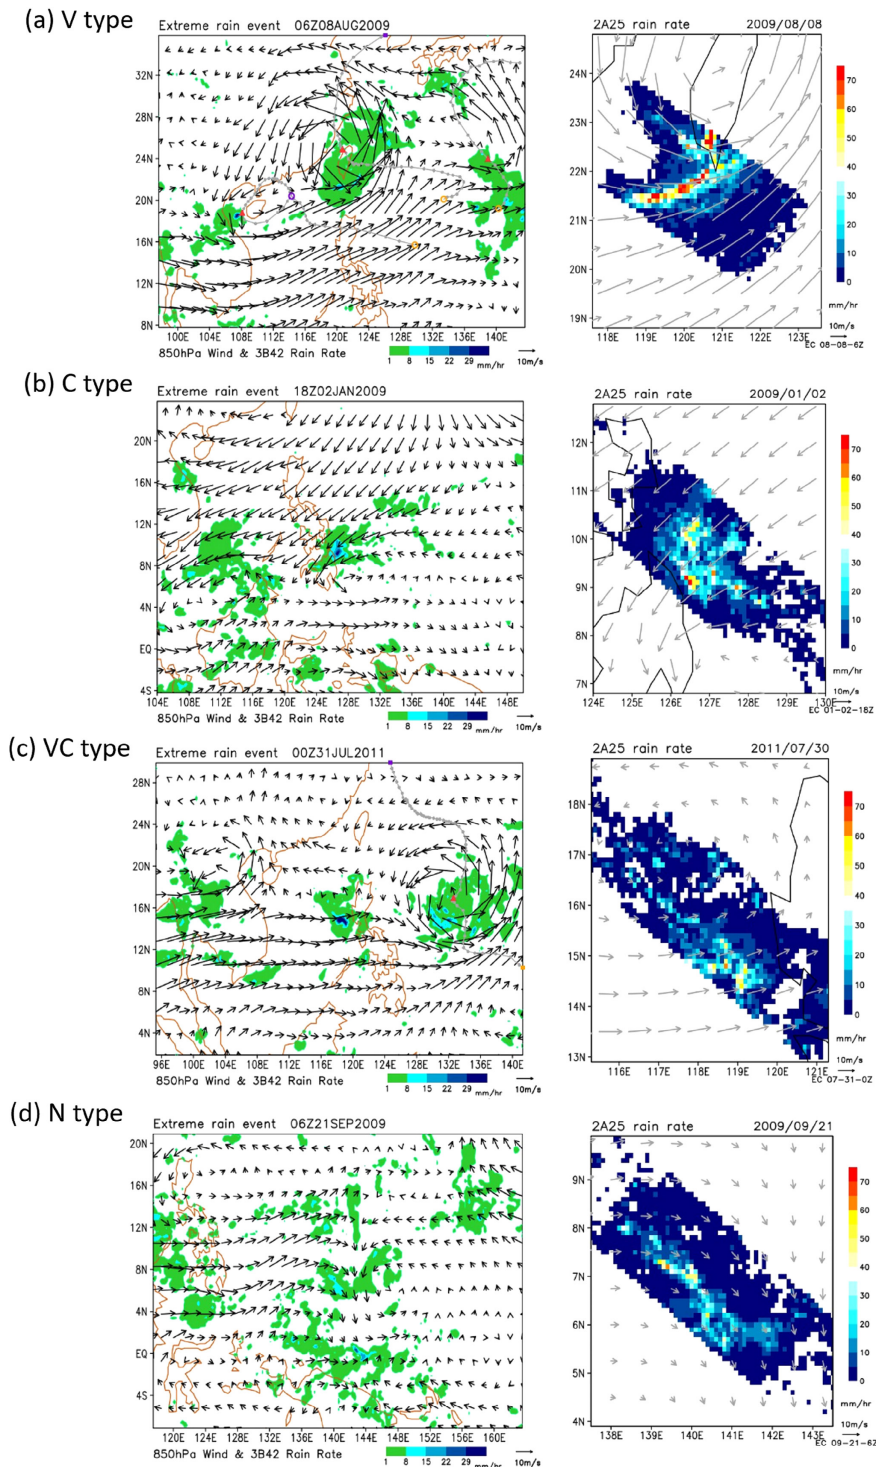 (a) V type
Extreme rain event 06Z08AUG2009
32N
28N
24N
20N
16N
12N
8N
100E 104E 108E 112E 116E 120E 124E 128E 132E 136E 140E
850hPa Wind & 3B42 Rain Rate
1 8 15 22 29 mm/hr
10m/s
2A25 rain rate 2009/08/08
24N
23N
22N
21N
20N
19N
118E 119E 120E 121E 122E 123E
70
60
50
40
30
20
10
0
mm/hr
10m/s
EC 08-08-6Z
(b) C type
Extreme rain event 18Z02JAN2009
20N
16N
12N
8N
4N
EQ
4S
104E 108E 112E 116E 120E 124E 128E 132E 136E 140E 144E 148E
850hPa Wind & 3B42 Rain Rate
1 8 15 22 29 mm/hr
10m/s
2A25 rain rate 2009/01/02
12N
11N
10N
9N
8N
7N
124E 125E 126E 127E 128E 129E 130E
70
60
50
40
30
20
10
0
mm/hr
10m/s
EC 01-02-18Z
(c) VC type
Extreme rain event 00Z31JUL2011
28N
24N
20N
16N
12N
8N
4N
96E 100E 104E 108E 112E 116E 120E 124E 128E 132E 136E 140E
850hPa Wind & 3B42 Rain Rate
1 8 15 22 29 mm/hr
10m/s
2A25 rain rate 2011/07/30
18N
17N
16N
15N
14N
13N
116E 117E 118E 119E 120E 121E
70
60
50
40
30
20
10
0
mm/hr
10m/s
EC 07-31-0Z
(d) N type
Extreme rain event 06Z21SEP2009
20N
16N
12N
8N
4N
EQ
4S
120E 124E 128E 132E 136E 140E 144E 148E 152E 156E 160E
850hPa Wind & 3B42 Rain Rate
1 8 15 22 29 mm/hr
10m/s
2A25 rain rate 2009/09/21
9N
8N
7N
6N
5N
4N
138E 139E 140E 141E 142E 143E
70
60
50
40
30
20
10
0
mm/hr
10m/s
EC 09-21-6Z